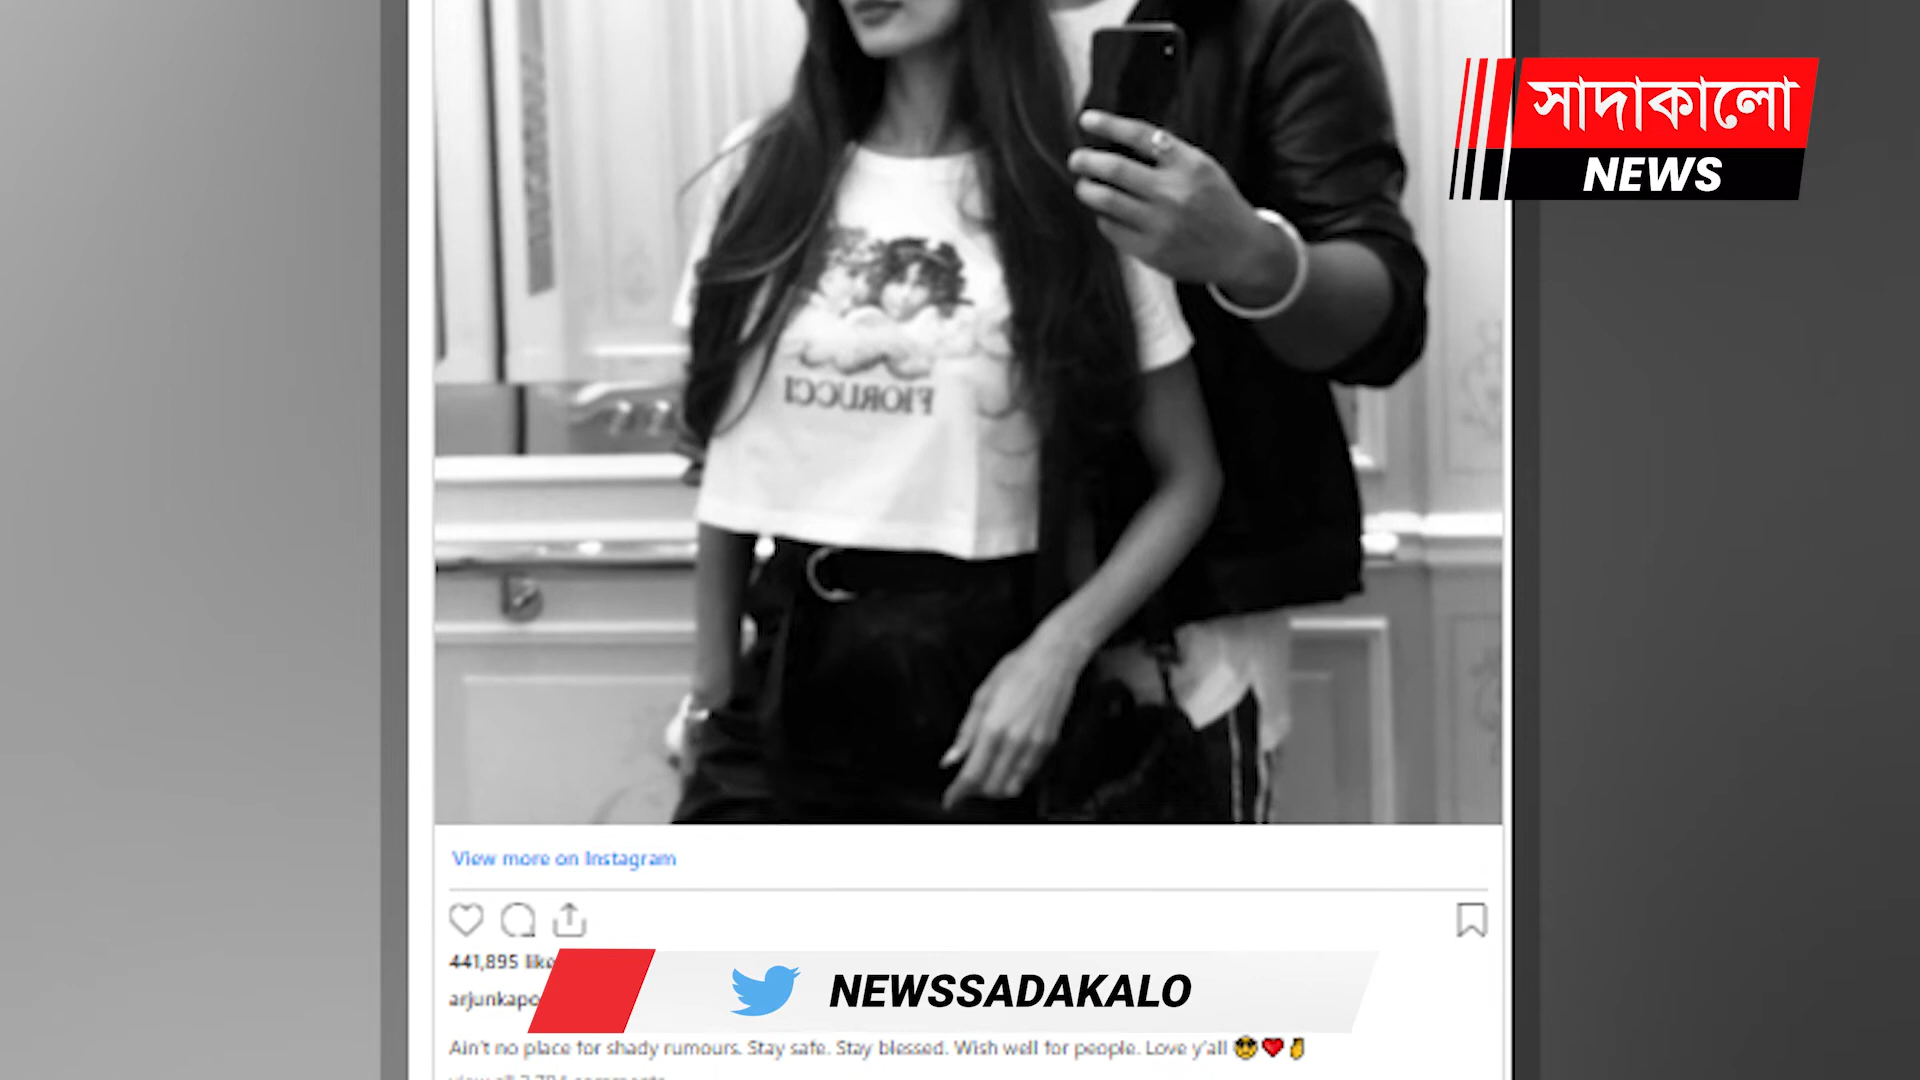 সাদাকালো
NEWS
FIORUCCI
View more on Instagram
441,895 like
arjunkapo
NEWSSADAKALO
Ain't no place for shady rumours. Stay safe. Stay blessed. Wish well for people. Love y'all 😎❤️✌️